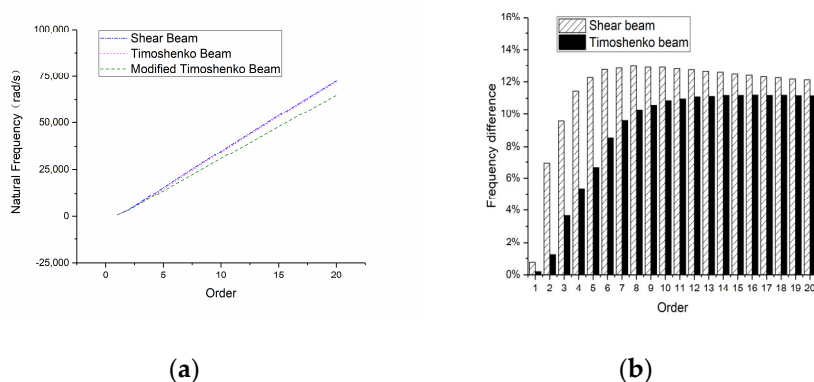 100,000
75,000
50,000
25,000
0
-25,000
Natural Frequency (rad/s)
Shear Beam
Timoshenko Beam
Modified Timoshenko Beam
0 5 10 15 20
Order
(a)
16%
14%
12%
10%
8%
6%
4%
2%
0%
Frequency difference
Shear beam
Timoshenko beam
1 2 3 4 5 6 7 8 9 10 11 12 13 14 15 16 17 18 19 20
Order
(b)